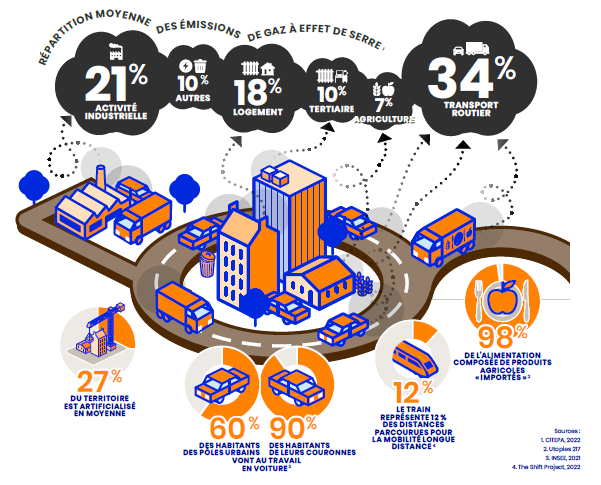 RÉPARTITION MOYENNE DES ÉMISSIONS DE GAZ À EFFET DE SERRE 1
21%
ACTIVITÉ
INDUSTRIELLE
10%
AUTRES
18%
LOGEMENT
10%
TERTIAIRE
7%
AGRICULTURE
34%
TRANSPORT
ROUTIER
27%
DU TERRITOIRE
EST ARTIFICIALISÉ
EN MOYENNE
60%
DES HABITANTS
DES PÔLES URBAINS
90%
DES HABITANTS
DE LEURS COURONNES
VONT AU TRAVAIL
EN VOITURE 3
12%
LE TRAIN
REPRÉSENTE 12 %
DES DISTANCES
PARCOURUES POUR
LA MOBILITÉ LONGUE
DISTANCE 4
98%
DE L'ALIMENTATION
COMPOSÉE DE PRODUITS
AGRICOLES
« IMPORTÉS » 2
Sources :
1. CITEPA, 2022
2. Utopies 217
3. INSEE, 2021
4. The Shift Project, 2022